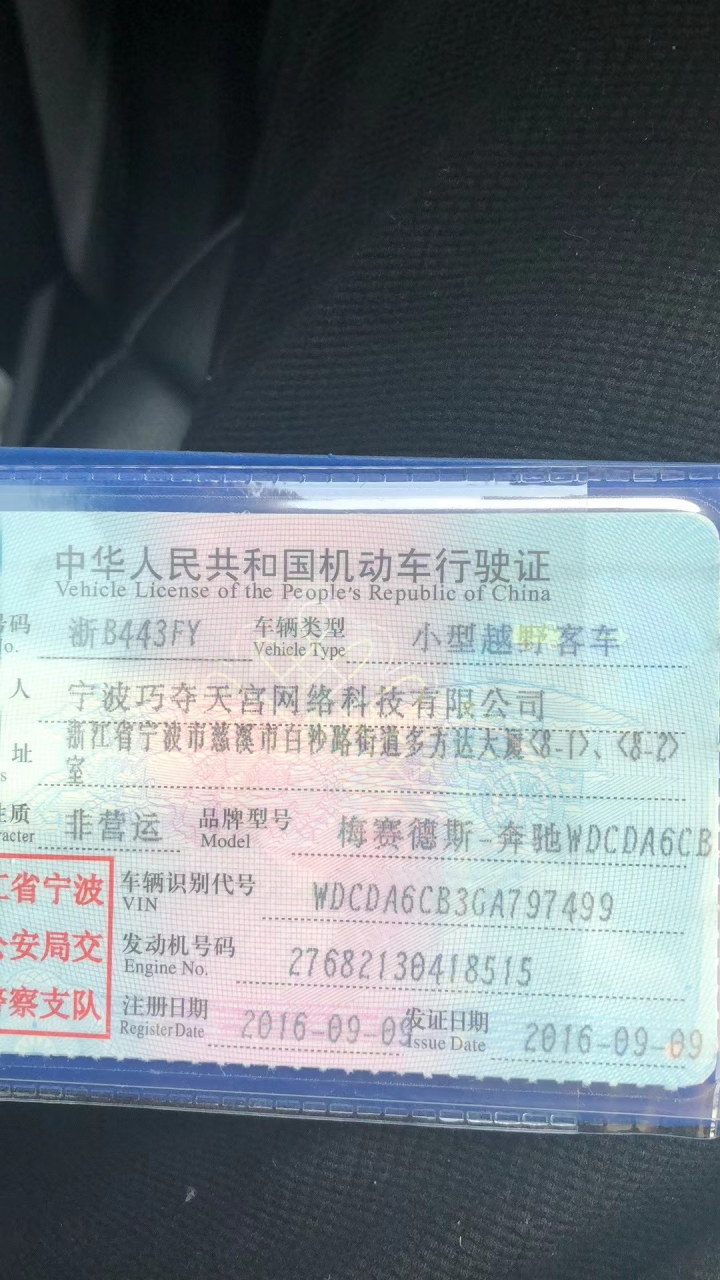 中华人民共和国机动车行驶证
Vehicle License of the People's Republic of China
号码 浙B443FY 车辆类型 小型越野客车
o. Vehicle Type
人 宁波巧夺天宫网络科技有限公司
址 浙江省宁波市慈溪市白沙路街道多方达大厦<8-1>、<8-2>
s 室
性质 非营运 品牌型号 梅赛德斯-奔驰WDCDA6CB
racter Model
江省宁波 车辆识别代号 WDCDA6CB3GA797499
VIN
公安局交 发动机号码 27682130418515
Engine No.
警察支队 注册日期 2016-09-09 发证日期 2016-09-09
Register Date Issue Date